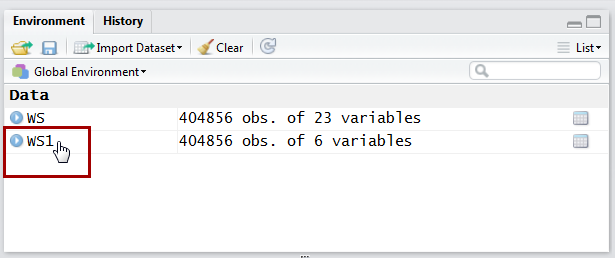 Environment History
Import Dataset Clear List
Global Environment
Data
WS 404856 obs. of 23 variables
WS1 404856 obs. of 6 variables